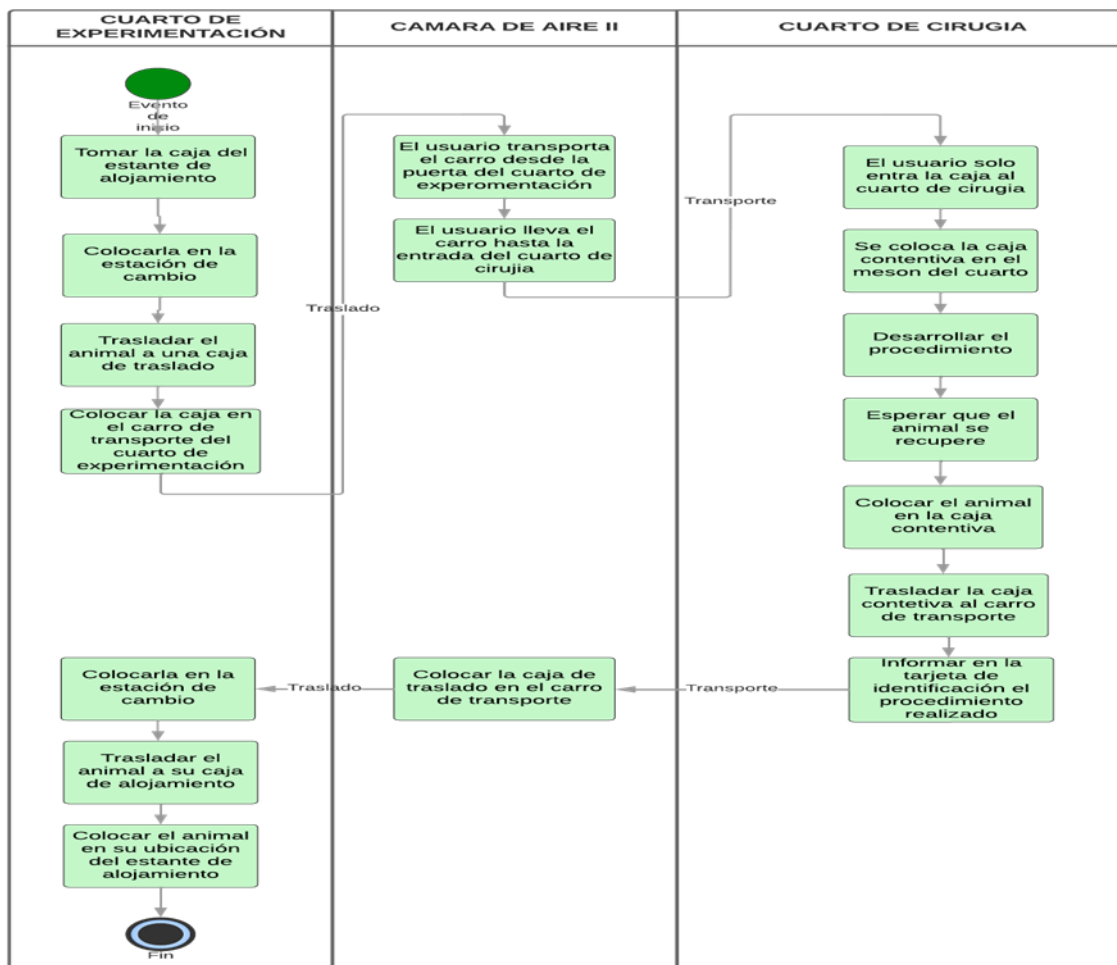 CUARTO DE
EXPERIMENTACIÓN
CAMARA DE AIRE II
CUARTO DE CIRUGIA
Evento
de
inicio
Tomar la caja del
estante de
alojamiento
Colocarla en la
estación de
cambio
Trasladar el
animal a una caja
de traslado
Colocar la caja en
el carro de
transporte del
cuarto de
experimentación
Traslado
El usuario transporta
el carro desde la
puerta del cuarto de
experomentación
El usuario lleva el
carro hasta la
entrada del cuarto de
cirujia
Transporte
El usuario solo
entra la caja al
cuarto de cirugia
Se coloca la caja
contentiva en el
meson del cuarto
Desarrollar el
procedimiento
Esperar que el
animal se
recupere
Colocar el animal
en la caja
contentiva
Trasladar la caja
contetiva al carro
de transporte
Informar en la
tarjeta de
identificación el
procedimiento
realizado
Transporte
Colocar la caja de
traslado en el carro
de transporte
Traslado
Colocarla en la
estación de
cambio
Trasladar el
animal a su caja
de alojamiento
Colocar el animal
en su ubicación
del estante de
alojamiento
Fin